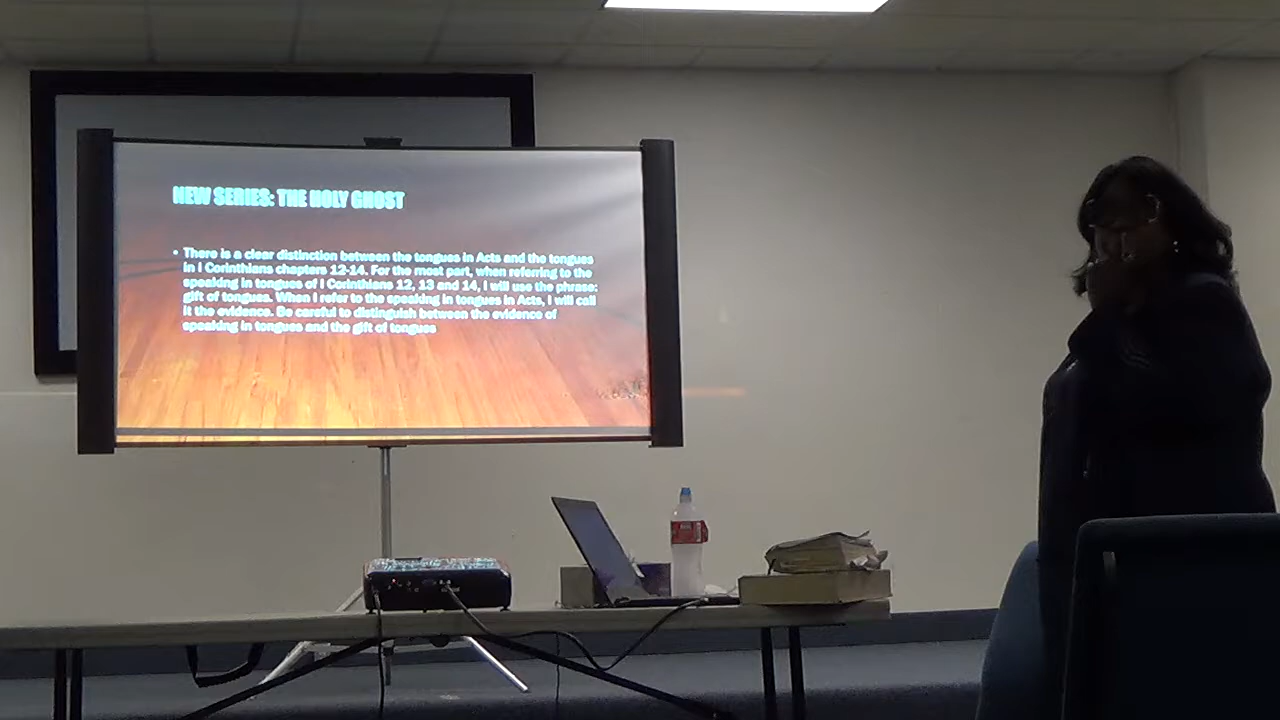 NEW SERIES: THE HOLY GHOST
• There is a clear distinction between the tongues in Acts and the tongues
in I Corinthians chapters 12-14. For the most part, when referring to the
speaking in tongues of I Corinthians 12, 13 and 14, I will use the phrase:
gift of tongues. When I refer to the speaking in tongues in Acts, I will call
it the evidence. Be careful to distinguish between the evidence of
speaking in tongues and the gift of tongues